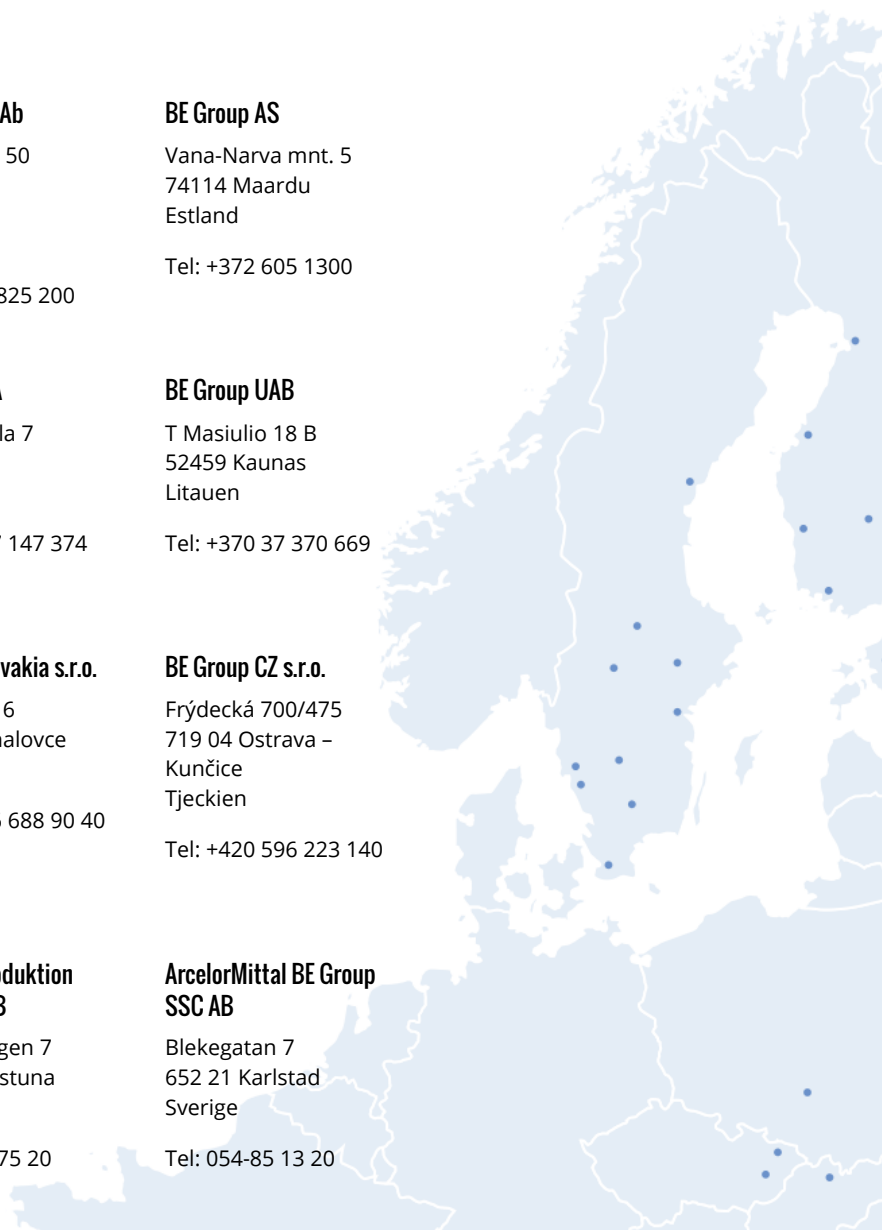 Ab
50
825 200
BE Group AS
Vana-Narva mnt. 5
74114 Maardu
Estland
Tel: +372 605 1300
la 7
147 374
BE Group UAB
T Masiulio 18 B
52459 Kaunas
Litauen
Tel: +370 37 370 669
vakia s.r.o.
6
alovce
688 90 40
BE Group CZ s.r.o.
Frýdecká 700/475
719 04 Ostrava –
Kunčice
Tjeckien
Tel: +420 596 223 140
duktion
gen 7
stuna
75 20
ArcelorMittal BE Group
SSC AB
Blekegatan 7
652 21 Karlstad
Sverige
Tel: 054-85 13 20